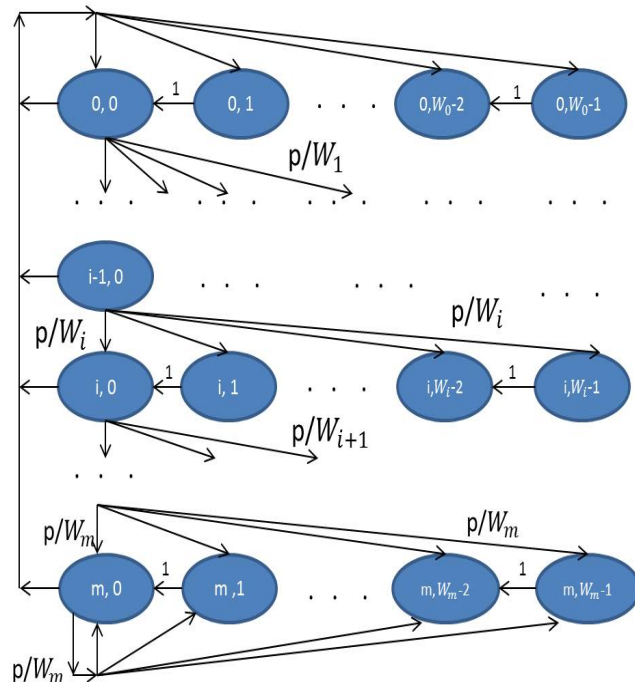 0, 0 1 0, 1 . . . 0,W₀-2 1 0,W₀-1
p/W₁
. . . . . . . . . . . . . . .
i-1, 0 . . . . . . . . .
p/Wᵢ p/Wᵢ
i, 0 1 i, 1 . . . i,Wᵢ-2 1 i,Wᵢ-1
p/Wᵢ₊₁
. . .
p/Wₘ p/Wₘ
m, 0 1 m ,1 . . . m,Wₘ-2 1 m,Wₘ-1
p/Wₘ